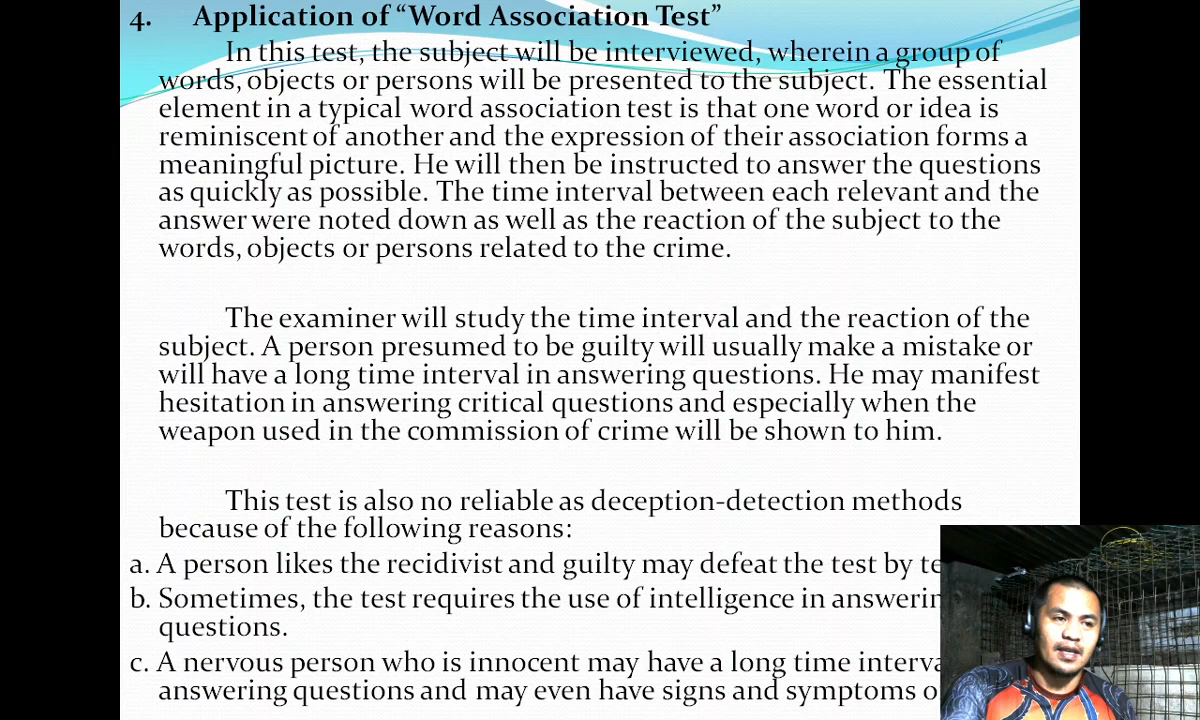 4. Application of “Word Association Test”
In this test, the subject will be interviewed, wherein a group of
words, objects or persons will be presented to the subject. The essential
element in a typical word association test is that one word or idea is
reminiscent of another and the expression of their association forms a
meaningful picture. He will then be instructed to answer the questions
as quickly as possible. The time interval between each relevant and the
answer were noted down as well as the reaction of the subject to the
words, objects or persons related to the crime.
The examiner will study the time interval and the reaction of the
subject. A person presumed to be guilty will usually make a mistake or
will have a long time interval in answering questions. He may manifest
hesitation in answering critical questions and especially when the
weapon used in the commission of crime will be shown to him.
This test is also no reliable as deception-detection methods
because of the following reasons:
a. A person likes the recidivist and guilty may defeat the test by
b. Sometimes, the test requires the use of intelligence in
questions.
c. A nervous person who is innocent may have a long time
answering questions and may even have signs and symptoms